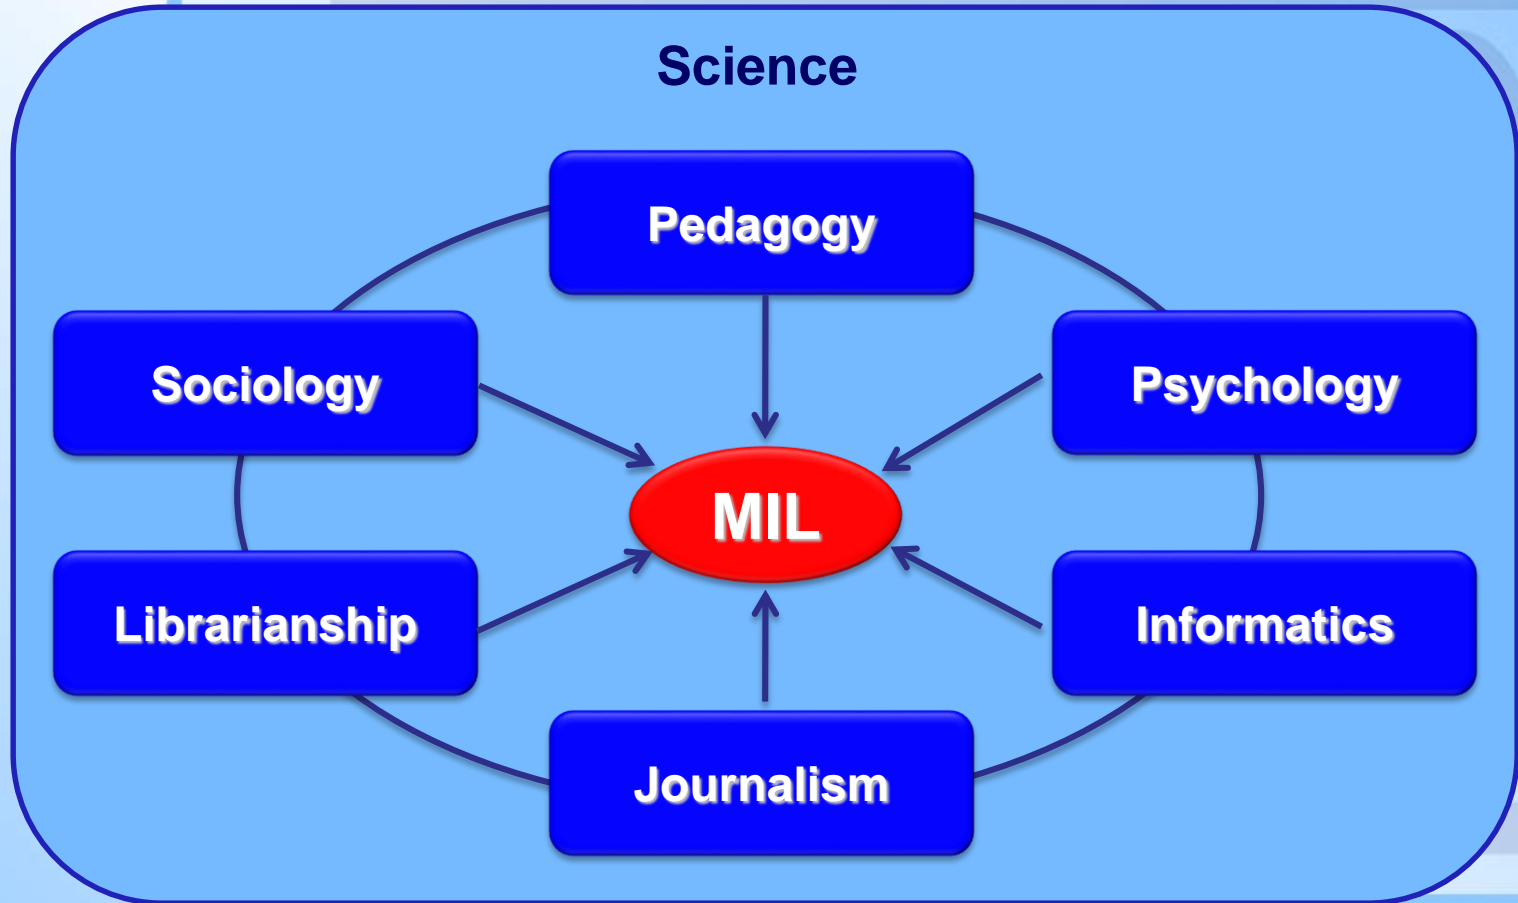 Science
Pedagogy
Sociology
Psychology
MIL
Librarianship
Informatics
Journalism